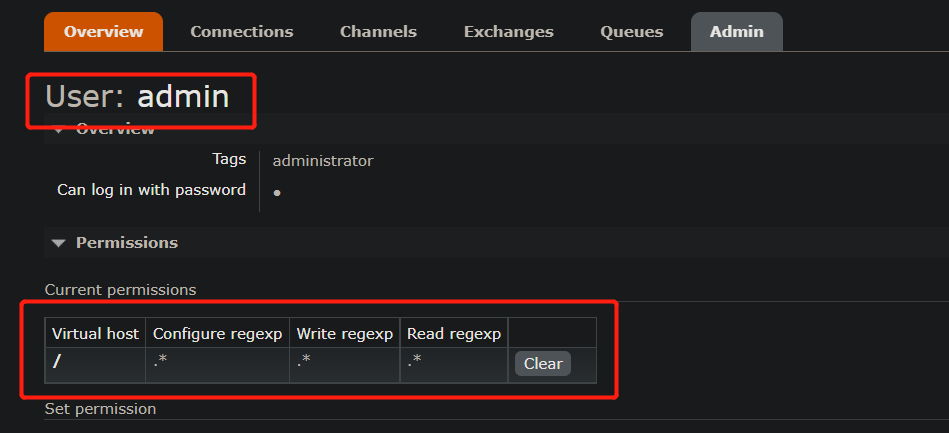 Overview Connections Channels Exchanges Queues Admin
User: admin
Overview
Tags administrator
Can log in with password ●
Permissions
Current permissions
Virtual host Configure regexp Write regexp Read regexp
/ .* .* .* Clear
Set permission